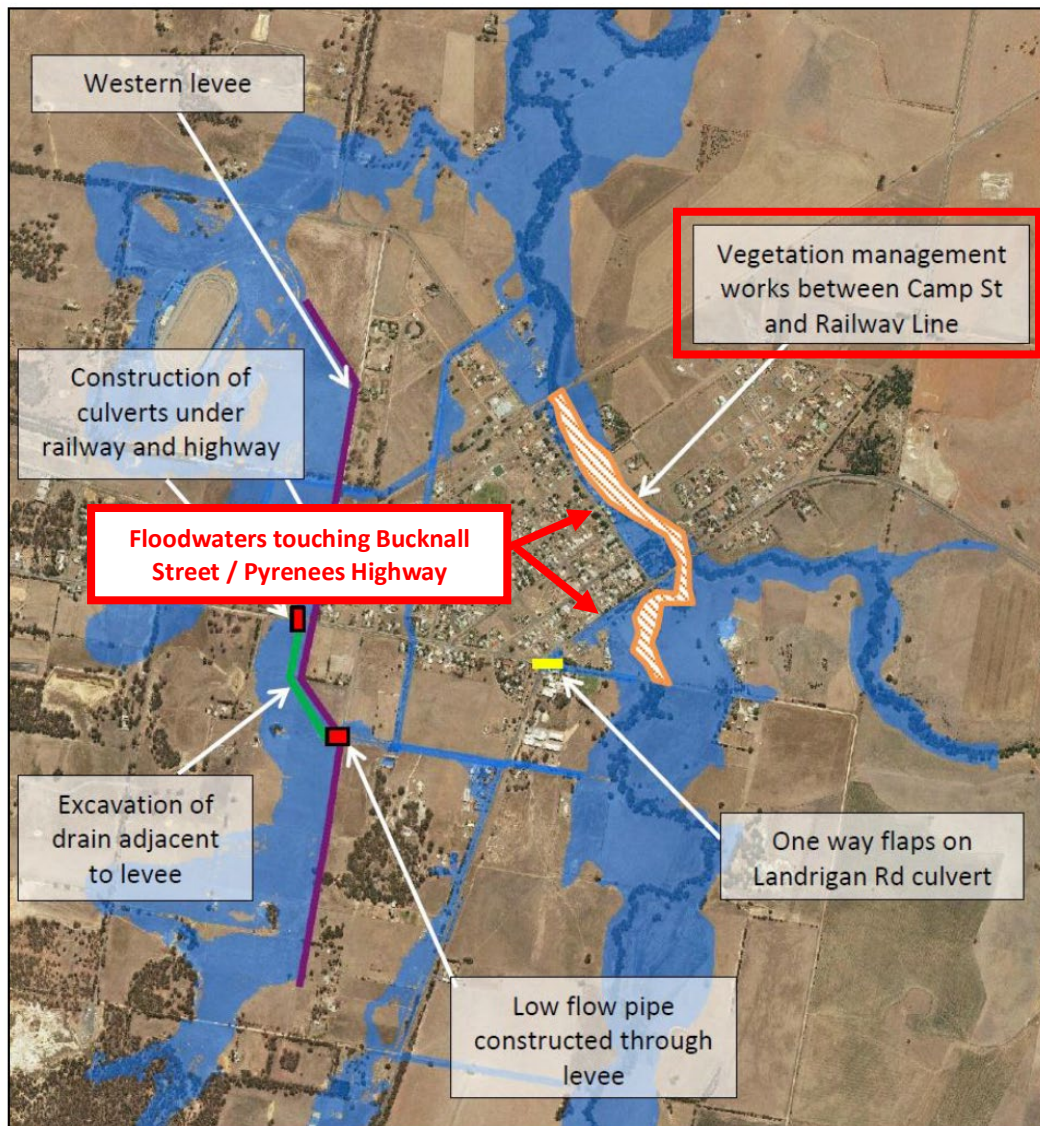 Western levee
Vegetation management
works between Camp St
and Railway Line
Construction of
culverts under
railway and highway
Floodwaters touching Bucknall
Street / Pyrenees Highway
Excavation of
drain adjacent
to levee
One way flaps on
Landrigan Rd culvert
Low flow pipe
constructed through
levee